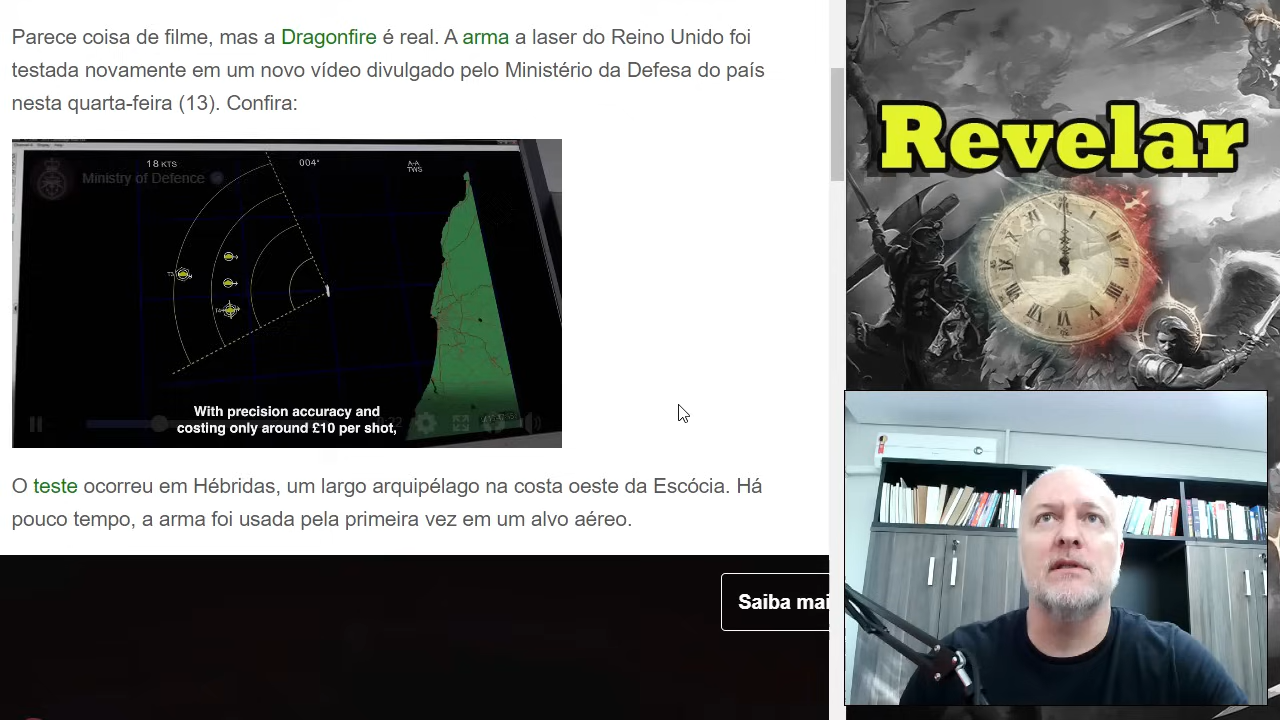 Parece coisa de filme, mas a Dragonfire é real. A arma a laser do Reino Unido foi
testada novamente em um novo vídeo divulgado pelo Ministério da Defesa do país
nesta quarta-feira (13). Confira:
18 KTS
004°
A-A
TWS
Ministry of Defence
With precision accuracy and
costing only around £10 per shot,
O teste ocorreu em Hébridas, um largo arquipélago na costa oeste da Escócia. Há
pouco tempo, a arma foi usada pela primeira vez em um alvo aéreo.
Saiba mai
Revelar